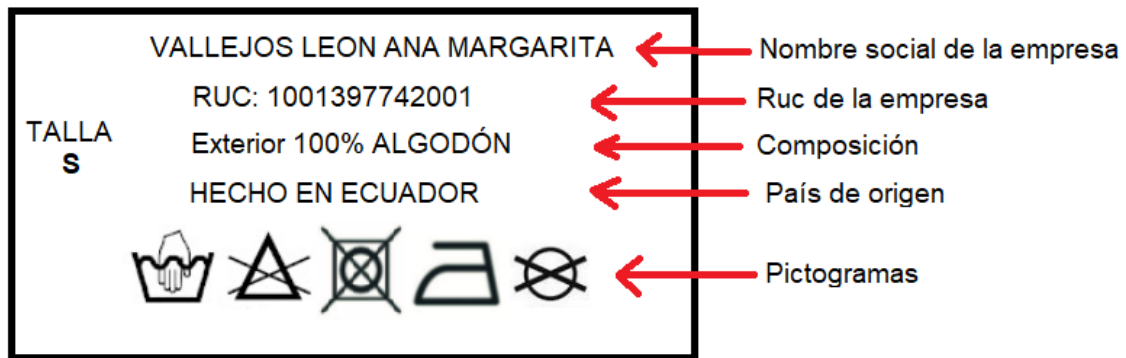 VALLEJOS LEON ANA MARGARITA
Nombre social de la empresa
RUC: 1001397742001
Ruc de la empresa
TALLA
S
Exterior 100% ALGODÓN
Composición
HECHO EN ECUADOR
País de origen
Pictogramas